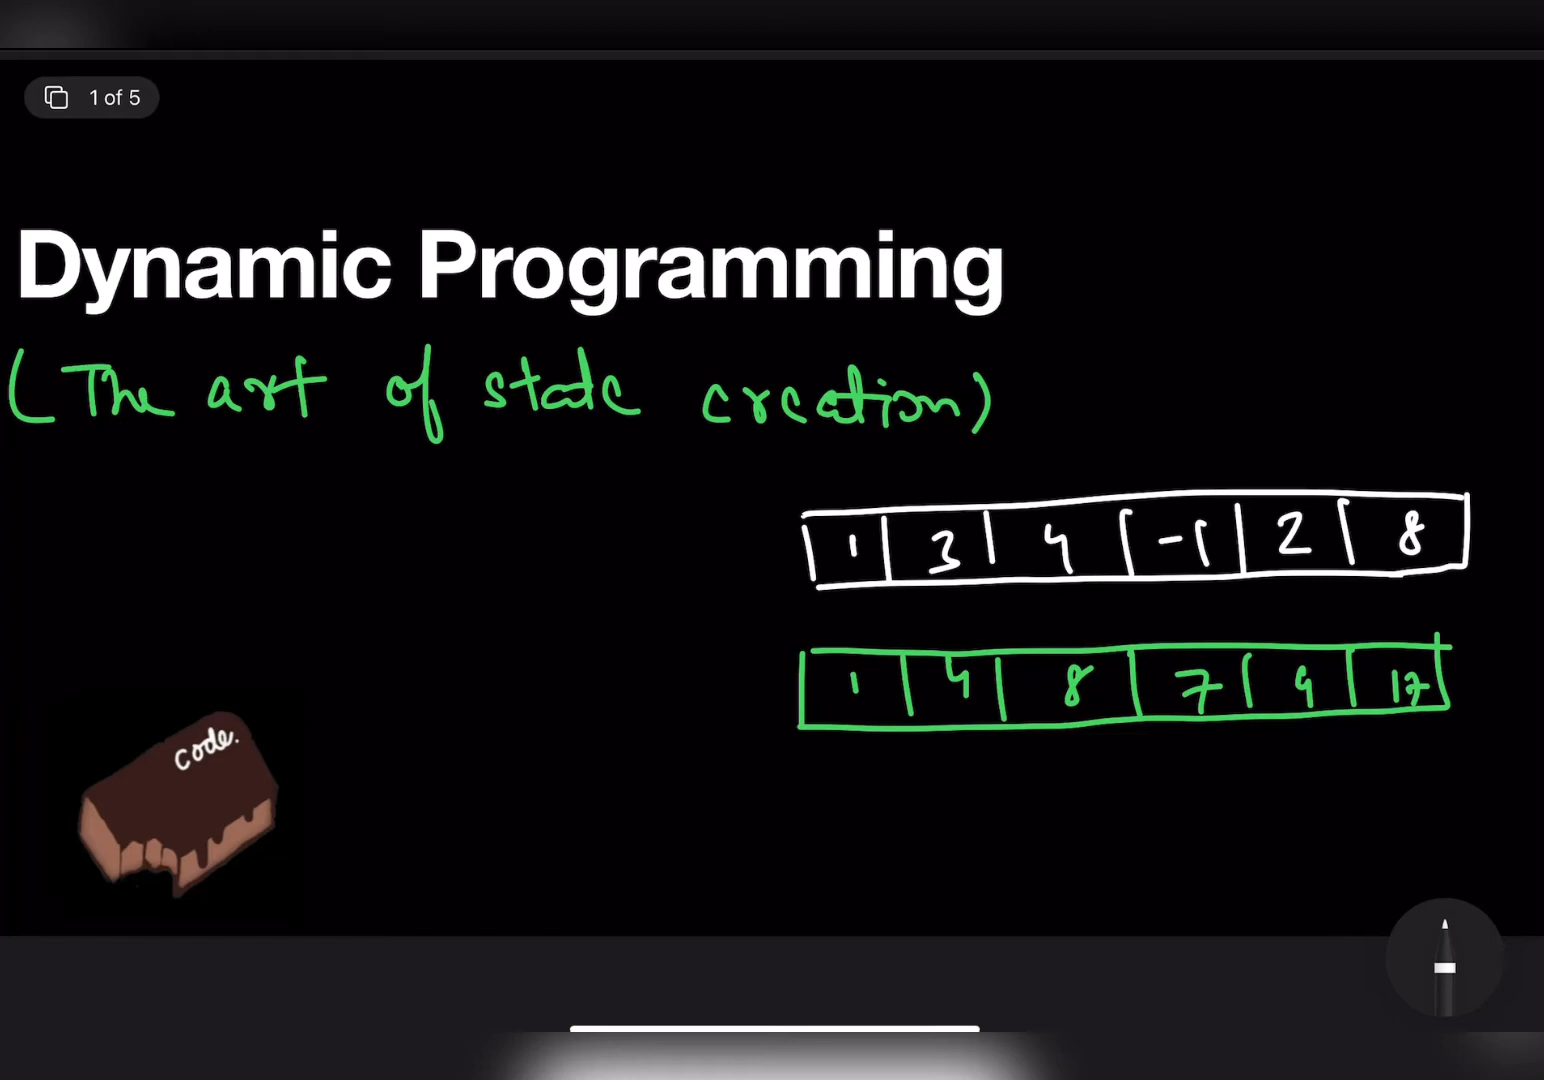 1 of 5
Dynamic Programming
(The art of state creation)
1 3 4 -1 2 8
1 4 8 7 9 17
code.